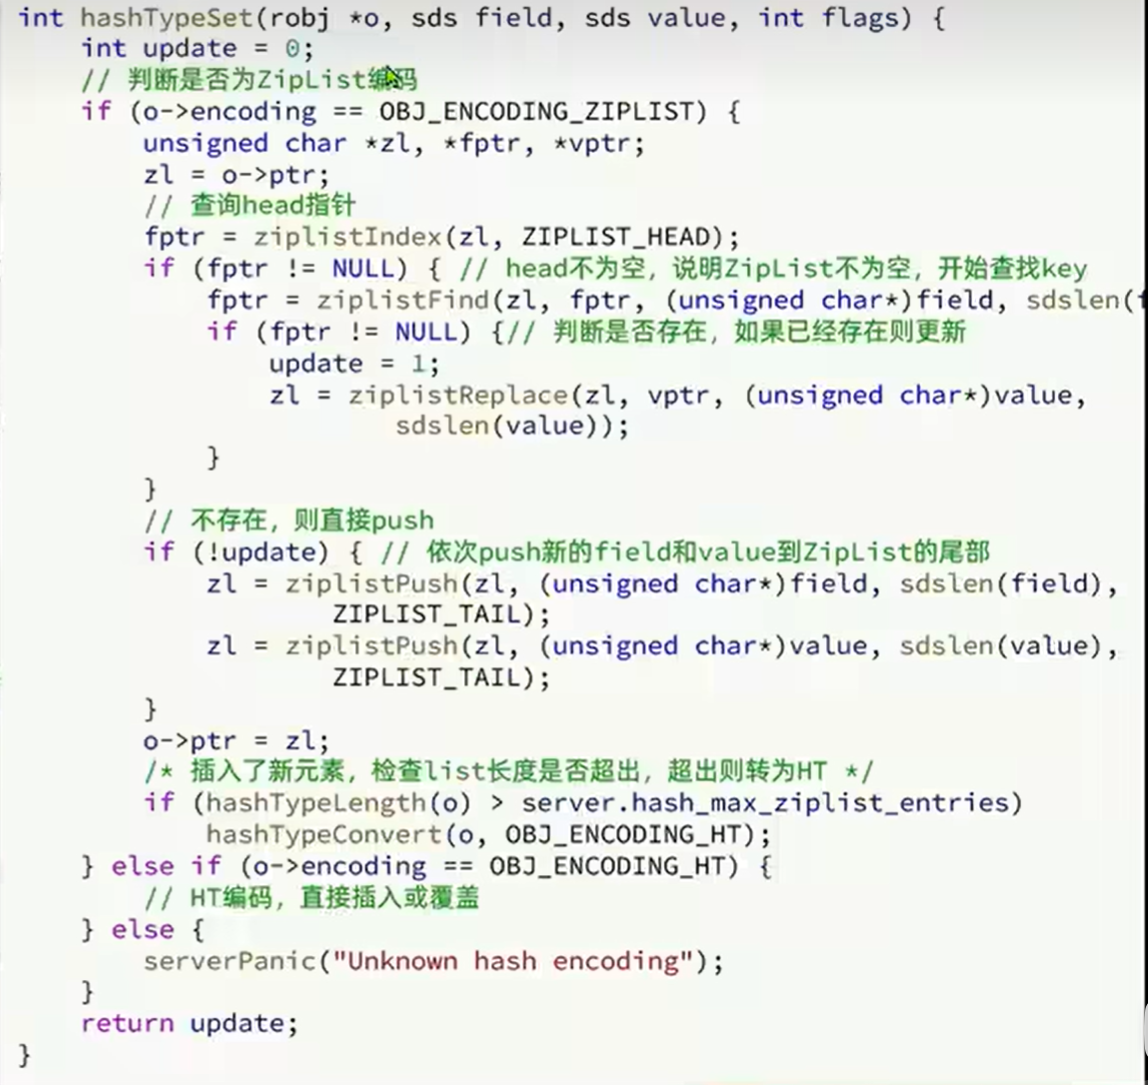 int hashTypeSet(robj *o, sds field, sds value, int flags) {
    int update = 0;
    // 判断是否为ZipList编码
    if (o->encoding == OBJ_ENCODING_ZIPLIST) {
        unsigned char *zl, *fptr, *vptr;
        zl = o->ptr;
        // 查询head指针
        fptr = ziplistIndex(zl, ZIPLIST_HEAD);
        if (fptr != NULL) { // head不为空，说明ZipList不为空，开始查找key
            fptr = ziplistFind(zl, fptr, (unsigned char*)field, sdslen(
            if (fptr != NULL) {// 判断是否存在，如果已经存在则更新
                update = 1;
                zl = ziplistReplace(zl, vptr, (unsigned char*)value,
                        sdslen(value));
            }
        }
        // 不存在，则直接push
        if (!update) { // 依次push新的field和value到ZipList的尾部
            zl = ziplistPush(zl, (unsigned char*)field, sdslen(field),
                    ZIPLIST_TAIL);
            zl = ziplistPush(zl, (unsigned char*)value, sdslen(value),
                    ZIPLIST_TAIL);
        }
        o->ptr = zl;
        /* 插入了新元素，检查list长度是否超出，超出则转为HT */
        if (hashTypeLength(o) > server.hash_max_ziplist_entries)
            hashTypeConvert(o, OBJ_ENCODING_HT);
    } else if (o->encoding == OBJ_ENCODING_HT) {
        // HT编码，直接插入或覆盖
    } else {
        serverPanic("Unknown hash encoding");
    }
    return update;
}